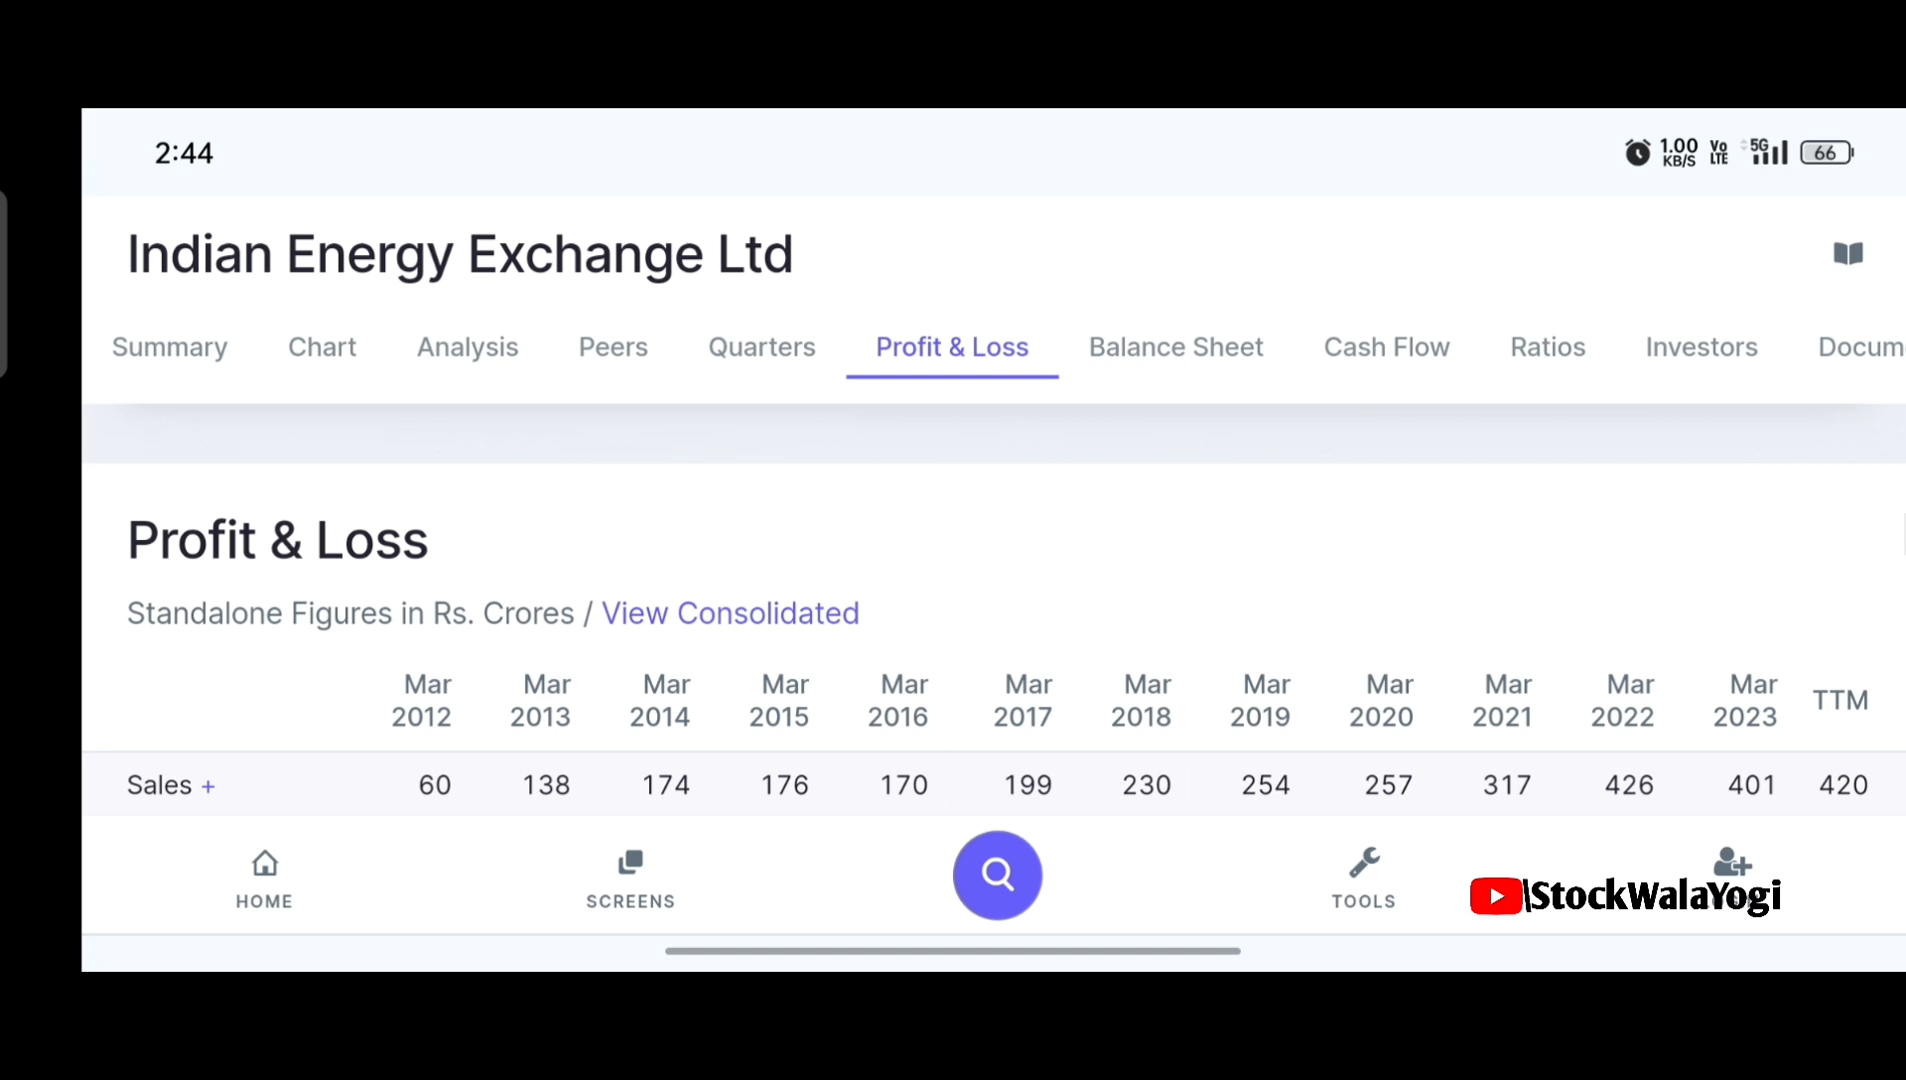 2:44
1.00 KB/S Vo LTE 5G 66
Indian Energy Exchange Ltd
Summary Chart Analysis Peers Quarters Profit & Loss Balance Sheet Cash Flow Ratios Investors Docum
Profit & Loss
Standalone Figures in Rs. Crores / View Consolidated
Mar 2012 Mar 2013 Mar 2014 Mar 2015 Mar 2016 Mar 2017 Mar 2018 Mar 2019 Mar 2020 Mar 2021 Mar 2022 Mar 2023 TTM
Sales + 60 138 174 176 170 199 230 254 257 317 426 401 420
HOME SCREENS TOOLS
\StockWalaYogi